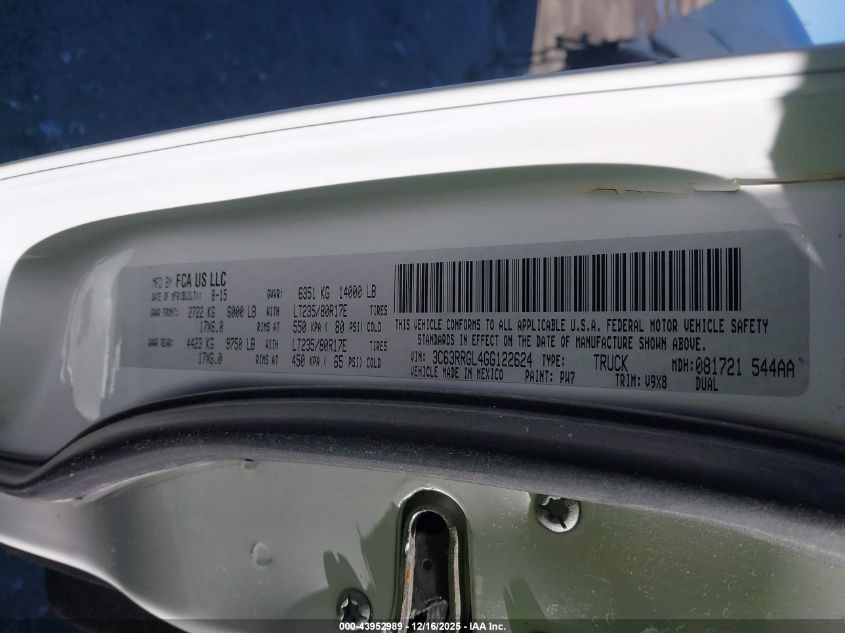 MFD BY FCA US LLC
DATE OF MFR(BUILT): 8-15 GVWR: 6351 KG 14000 LB
GAWR FRONT: 2722 KG 6000 LB WITH LT235/80R17E TIRES
17X6.0 RIMS AT 550 KPA ( 80 PSI) COLD
GAWR REAR: 4423 KG 9750 LB WITH LT235/80R17E TIRES
17X6.0 RIMS AT 450 KPA ( 65 PSI) COLD
THIS VEHICLE CONFORMS TO ALL APPLICABLE U.S.A. FEDERAL MOTOR VEHICLE SAFETY
STANDARDS IN EFFECT ON THE DATE OF MANUFACTURE SHOWN ABOVE.
VIN: 3C63RRGL4GG122624 TYPE: TRUCK MDH: 081721 544AA
VEHICLE MADE IN MEXICO PAINT: PW7 TRIM: V9X8 DUAL
000-43952989 - 12/16/2025 - IAA Inc.